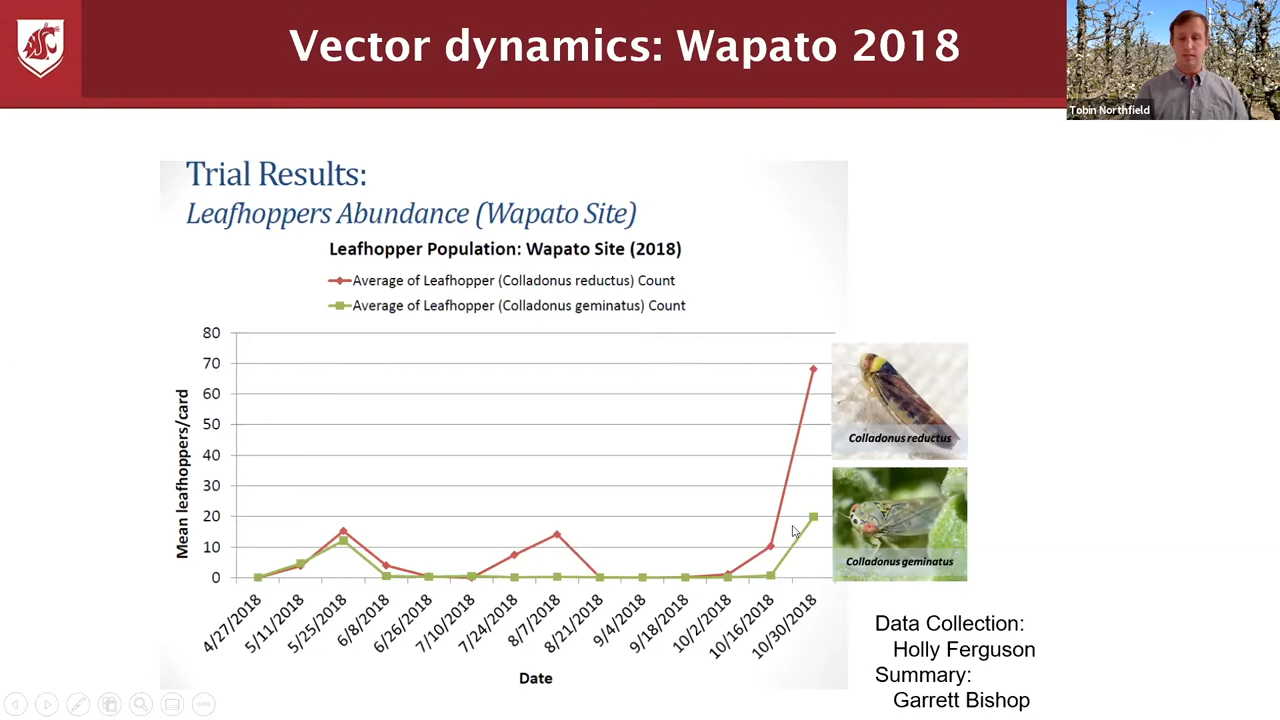 Vector dynamics: Wapato 2018
Tobin Northfield
Trial Results:
Leafhoppers Abundance (Wapato Site)
Leafhopper Population: Wapato Site (2018)
Average of Leafhopper (Colladonus reductus) Count
Average of Leafhopper (Colladonus geminatus) Count
Mean leafhoppers/card
80
70
60
50
40
30
20
10
0
4/27/2018
5/11/2018
5/25/2018
6/8/2018
6/26/2018
7/10/2018
7/24/2018
8/7/2018
8/21/2018
9/4/2018
9/18/2018
10/2/2018
10/16/2018
10/30/2018
Date
Colladonus reductus
Colladonus geminatus
Data Collection:
Holly Ferguson
Summary:
Garrett Bishop